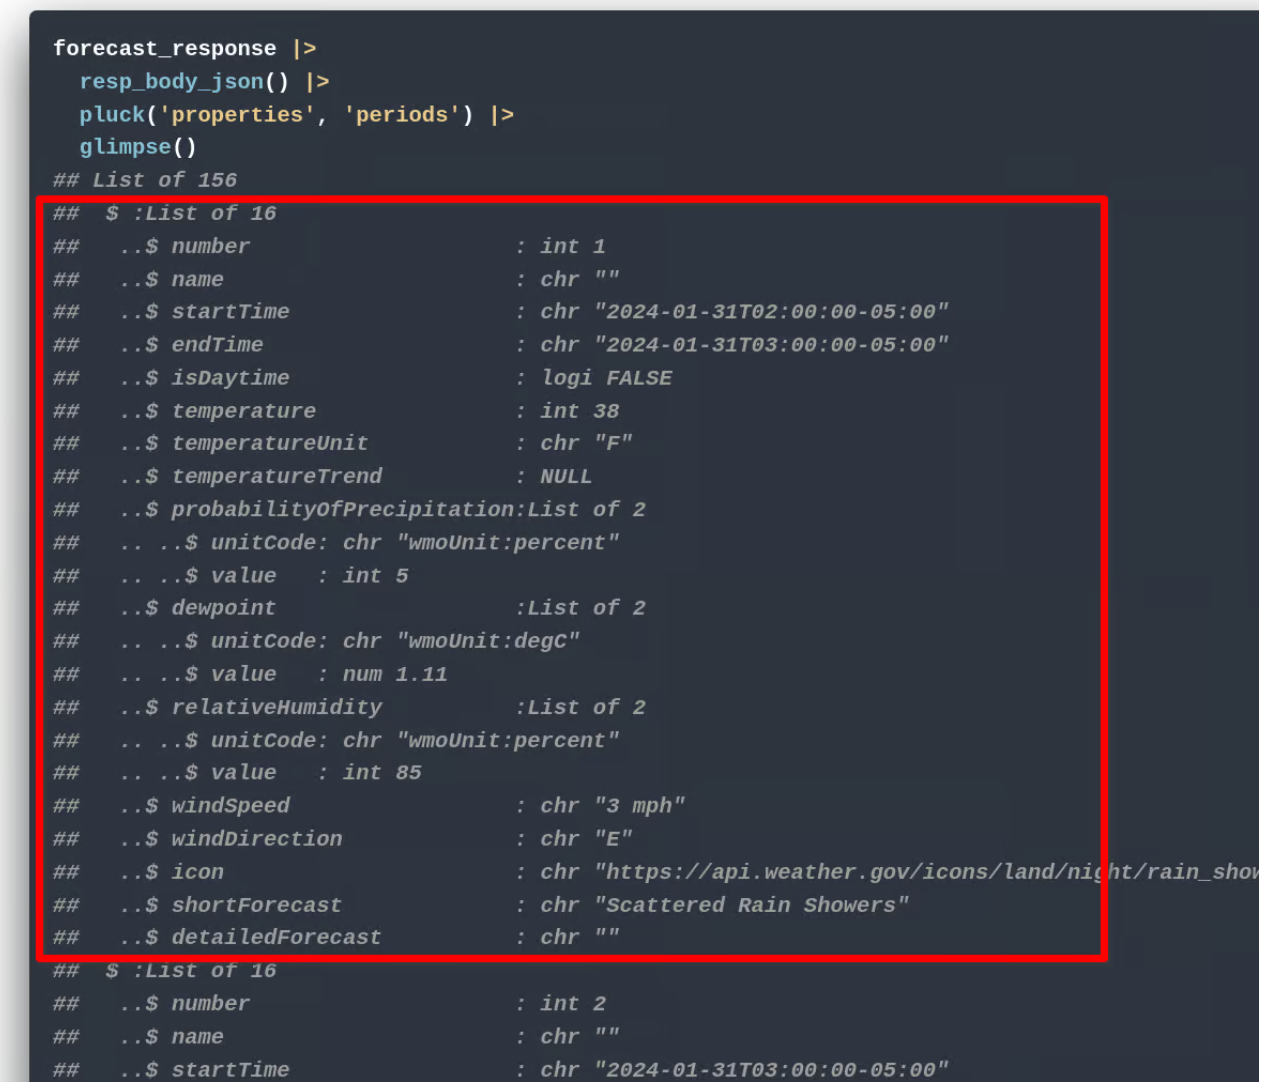 forecast_response |>
  resp_body_json() |>
  pluck('properties', 'periods') |>
  glimpse()
## List of 156
##  $ :List of 16
##   ..$ number                    : int 1
##   ..$ name                      : chr ""
##   ..$ startTime                 : chr "2024-01-31T02:00:00-05:00"
##   ..$ endTime                   : chr "2024-01-31T03:00:00-05:00"
##   ..$ isDaytime                 : logi FALSE
##   ..$ temperature               : int 38
##   ..$ temperatureUnit           : chr "F"
##   ..$ temperatureTrend          : NULL
##   ..$ probabilityOfPrecipitation:List of 2
##   .. ..$ unitCode: chr "wmoUnit:percent"
##   .. ..$ value   : int 5
##   ..$ dewpoint                  :List of 2
##   .. ..$ unitCode: chr "wmoUnit:degC"
##   .. ..$ value   : num 1.11
##   ..$ relativeHumidity          :List of 2
##   .. ..$ unitCode: chr "wmoUnit:percent"
##   .. ..$ value   : int 85
##   ..$ windSpeed                 : chr "3 mph"
##   ..$ windDirection             : chr "E"
##   ..$ icon                      : chr "https://api.weather.gov/icons/land/night/rain_show
##   ..$ shortForecast             : chr "Scattered Rain Showers"
##   ..$ detailedForecast          : chr ""
##  $ :List of 16
##   ..$ number                    : int 2
##   ..$ name                      : chr ""
##   ..$ startTime                 : chr "2024-01-31T03:00:00-05:00"